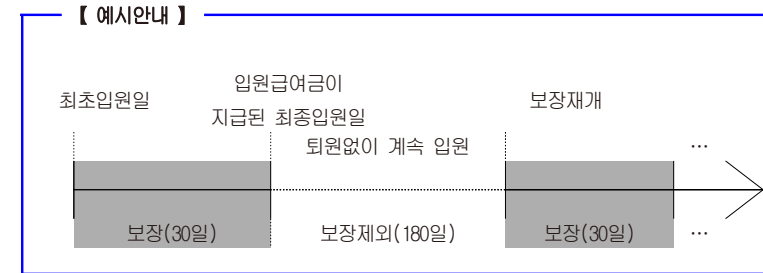 【 예시안내 】
최초입원일
입원급여금이
지급된 최종입원일
보장재개
퇴원없이 계속 입원
…
보장(30일)
보장제외(180일)
보장(30일)
…